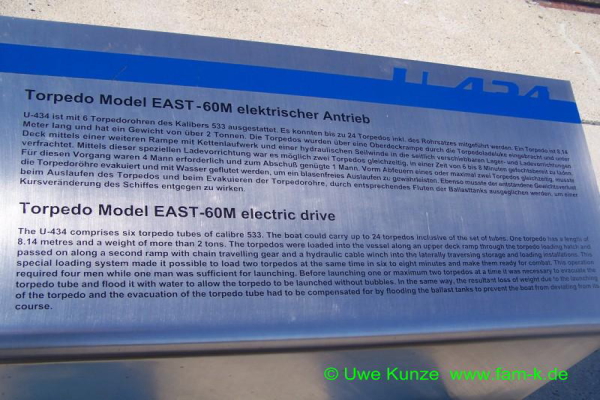 U-434
Torpedo Model EAST-60M elektrischer Antrieb
U-434 ist mit 6 Torpedorohren des Kalibers 533 ausgestattet. Es konnten bis zu 24 Torpedos inkl. des Rohrsatzes mitgeführt werden. Ein Torpedo ist 8,14
Meter lang und hat ein Gewicht von über 2 Tonnen. Die Torpedos wurden über eine Oberdeckrampe durch die Torpedoladeluke eingebracht und unter
Deck mittels einer weiteren Rampe mit Kettenlaufwerk und einer hydraulischen Seilwinde in die seitlich verschiebbaren Lager- und Ladevorrichtungen
verfrachtet. Mittels dieser speziellen Ladevorrichtung war es möglich zwei Torpedos gleichzeitig, in einer Zeit von 6 bis 8 Minuten gefechtsbereit zu laden.
Für diesen Vorgang waren 4 Mann erforderlich und zum Abschuß genügte 1 Mann. Vorm Abfeuern eines oder maximal zwei Torpedos gleichzeitig, musste
die Torpedoröhre evakuiert und mit Wasser geflutet werden, um ein blasenfreies Auslaufen zu gewährleisten. Ebenso musste der entstandene Gewichtsverlust
beim Auslaufen des Torpedos und beim Evakuieren der Torpedorohre, durch entsprechendes Fluten der Ballasttanks ausgeglichen werden, um einer
Kursveränderung des Schiffes entgegen zu wirken.
Torpedo Model EAST-60M electric drive
The U-434 comprises six torpedo tubes of calibre 533. The boat could carry up to 24 torpedoes inclusive of the set of tubes. One torpedo has a length of
8.14 metres and a weight of more than 2 tons. The torpedoes were loaded into the vessel along an upper deck ramp through the torpedo loading hatch and
passed on along a second ramp with chain travelling gear and a hydraulic cable winch into the laterally traversing storage and loading installations. This
special loading system made it possible to load two torpedoes at the same time in six to eight minutes and make them ready for combat. This operation
required four men while one man was sufficient for launching. Before launching one or maximum two torpedoes at a time it was necessary to evacuate the
torpedo tube and flood it with water to allow the torpedo to be launched without bubbles. In the same way, the resultant loss of weight due to the launching
of the torpedo and the evacuation of the torpedo tube had to be compensated for by flooding the ballast tanks to prevent the boat from deviating from its
course.
© Uwe Kunze www.fam-k.de